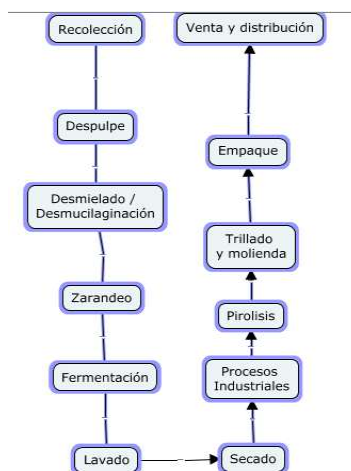 Recolección
Despulpe
Desmielado /
Desmucilaginación
Zarandeo
Fermentación
Lavado
Secado
Procesos
Industriales
Pirolisis
Trillado
y molienda
Empaque
Venta y distribución